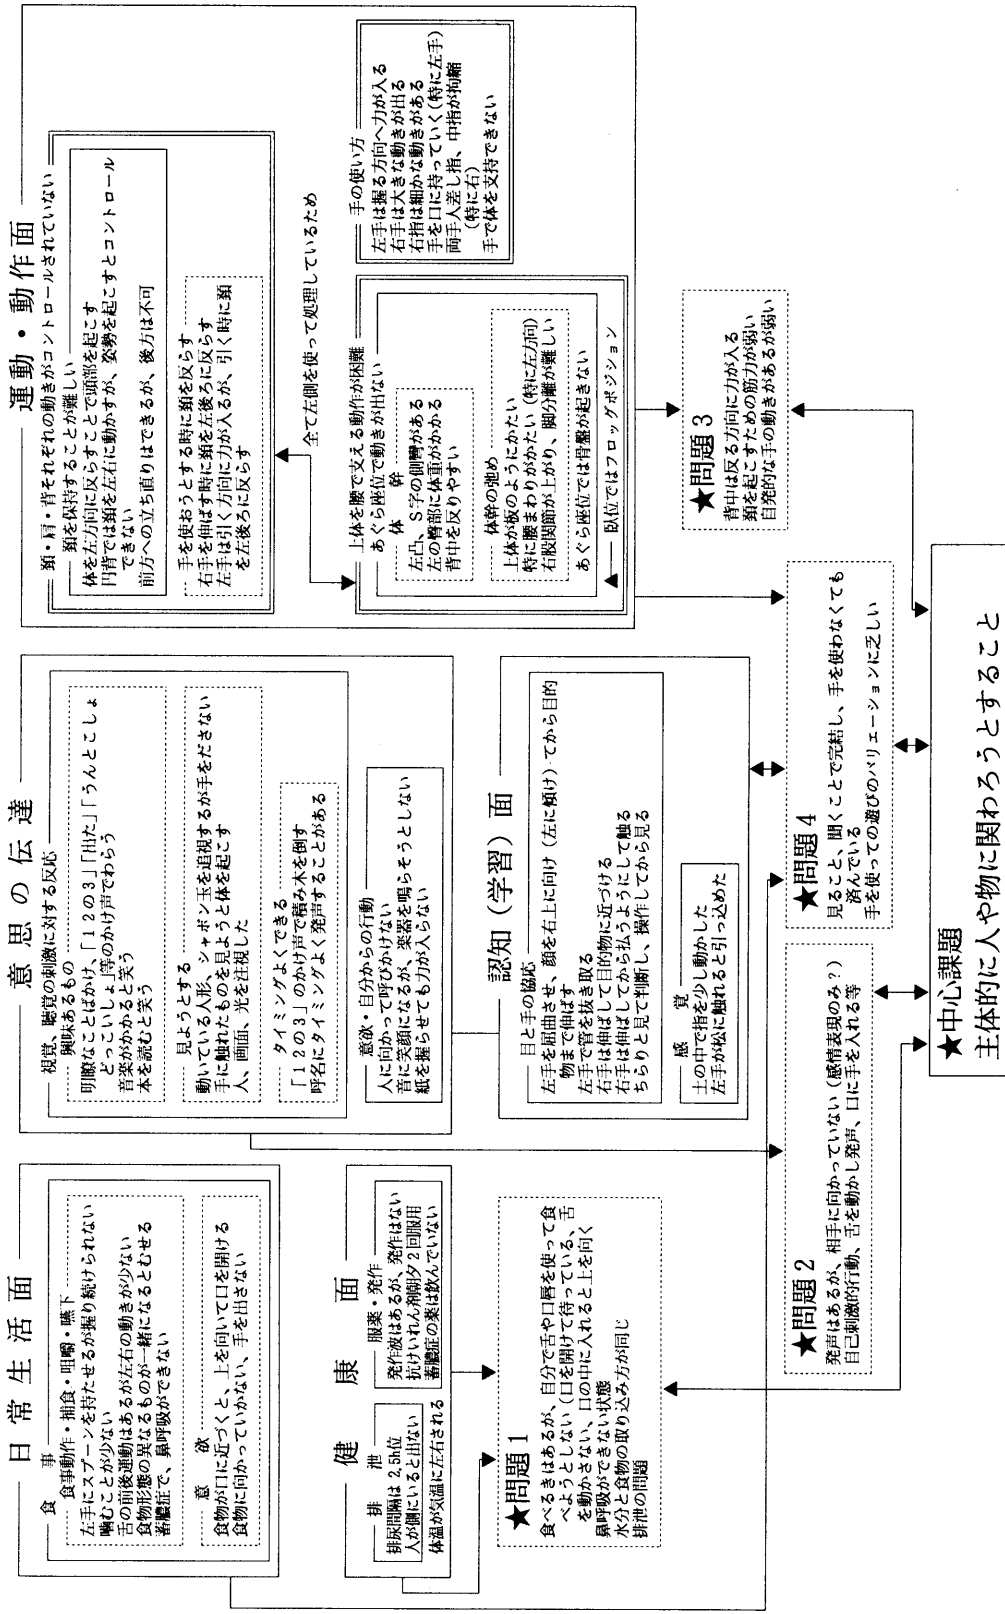 日常生活面
食事
食事動作・捕食・咀嚼・嚥下
左手にスプーンを持たせるが握り続けられない
噛むことが少ない
舌の前後運動はあるが左右の動きが少ない
食物形態の異なるものが一緒になるとむせる
蓄膿症で、鼻呼吸ができない
意欲
食物が口に近づくと、上を向いて口を開ける
食物に向かっていかない、手を出さない
健康面
排泄
排尿間隔は2.5h位
人が側にいると出ない
体温が気温に左右される
服薬・発作
発作波はあるが、発作はない
抗けいれん剤朝夕2回服用
蓄膿症の薬は飲んでいない
★問題1
食べるきはあるが、自分で舌や口唇を使って食
べようとしない(口を開けて待っている、舌
を動かさない、口の中に入れると上を向く
鼻呼吸ができない状態
水分と食物の取り込み方が同じ
排泄の問題
意思の伝達
視覚、聴覚の刺激に対する反応
興味あるもの
明瞭なことばかけ、「12の3」「出た」「うんとこしょ
どっこいしょ」等のかけ声でわらう
音楽がかかると笑う
本を読むと笑う
見ようとする
動いている人形、シャボン玉を追視するが手をださない
手に触れたものを見ようと体を起こす
人、画面、光を注視した
タイミングよくできる
「12の3」のかけ声で積み木を倒す
呼名にタイミングよく発声することがある
意欲・自分からの行動
人に向かって呼びかけない
音に笑顔になるが、楽器を鳴らそうとしない
紙を握らせても力が入らない
認知(学習)面
目と手の協応
左手を屈曲させ、顔を右上に向け(左に傾け)てから目的
物まで伸ばす
左手で管を抜き取る
右手は伸ばして目的物に近づける
右手は伸ばしてから払うようにして触る
ちらりと見て判断し、操作してから見る
感覚
土の中で指を少し動かした
左手が松に触れると引っ込めた
★問題2
発声はあるが、相手に向かっていない(感情表現のみ?)
自己刺激的行動、舌を動かし発声、口に手を入れる等
★問題4
見ること、聞くことで完結し、手を使わなくても
済んでいる
手を使っての遊びのバリエーションに乏しい
運動・動作面
頚・肩・背それぞれの動きがコントロールされていない
頚を保持することが難しい
体を左方向に反らすことで頭部を起こす
円背では頚を左右に動かすが、姿勢を起こすとコントロール
できない
前方への立ち直りはできるが、後方は不可
手を使おうとする時に頚を反らす
右手を伸ばす時に頚を左後ろに反らす
左手は引く方向に力が入るが、引く時に頚
を左後ろに反らす
全て左側を使って処理しているため
上体を腰で支える動作が困難
あぐら座位で動きが出ない
体幹
左凸、S字の側彎がある
左の臀部に体重がかかる
背中を反りやすい
体幹の弛め
上体が板のようにかたい
特に腰まわりがかたい(特に左方向)
右股関節が上がり、脚分離が難しい
あぐら座位では骨盤が起きない
臥位ではフロッグポジション
手の使い方
左手は握る方向へ力が入る
右手は大きな動きが出る
右指は細かな動きがある
手を口に持っていく(特に左手)
両手人差し指、中指が拘縮
(特に右)
手で体を支持できない
★問題3
背中は反る方向に力が入る
頚を起こすための筋力が弱い
自発的な手の動きがあるが弱い
★中心課題
主体的に人や物に関わろうとすること